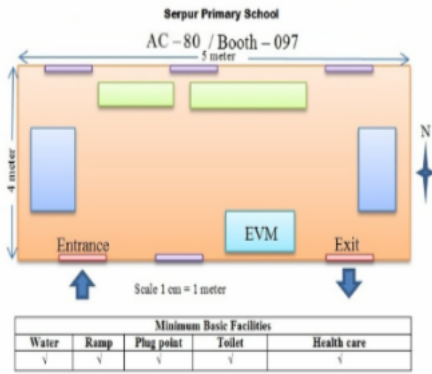 Serpur Primary School
AC – 80 / Booth – 097
5 meter
4 meter
N
EVM
Entrance
Exit
Scale 1 cm = 1 meter
Minimum Basic Facilities
Water Ramp Plug point Toilet Health care
√ √ √ √ √